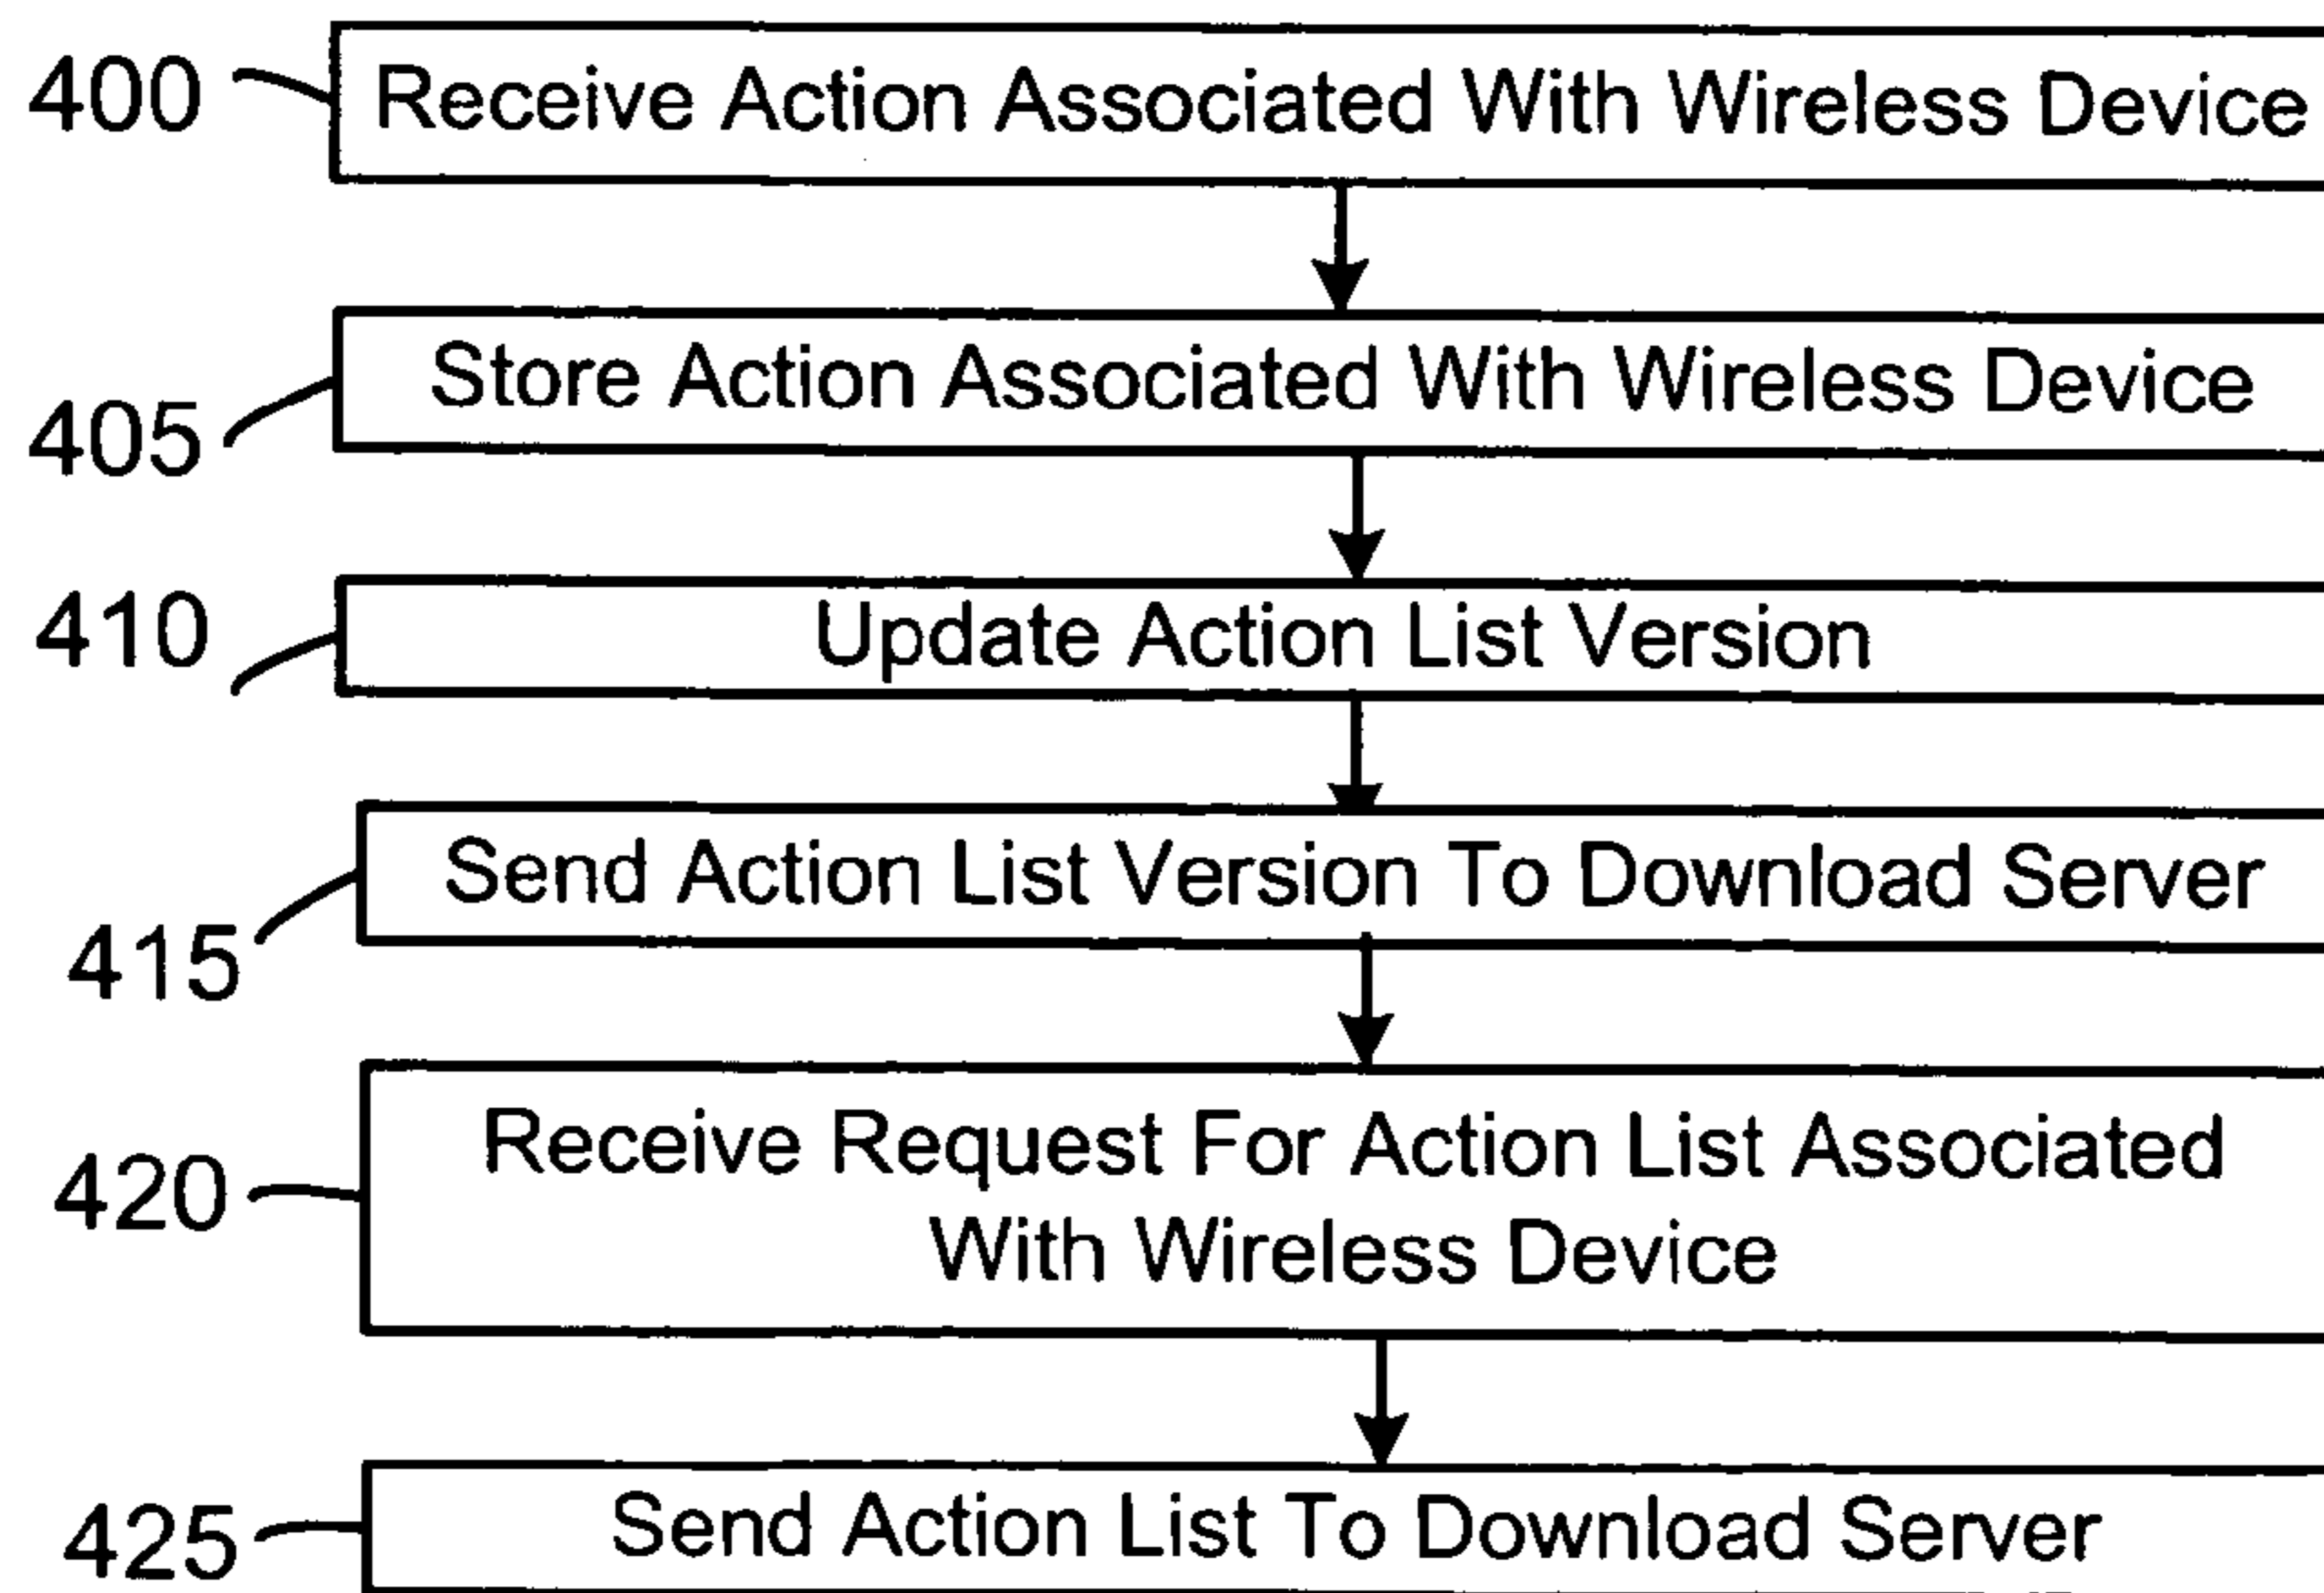 400 Receive Action Associated With Wireless Device
Store Action Associated With Wireless Device
405
410 Update Action List Version
Send Action List Version To Download Server
415
Receive Request For Action List Associated
420
With Wireless Device
425 Send Action List To Download Server